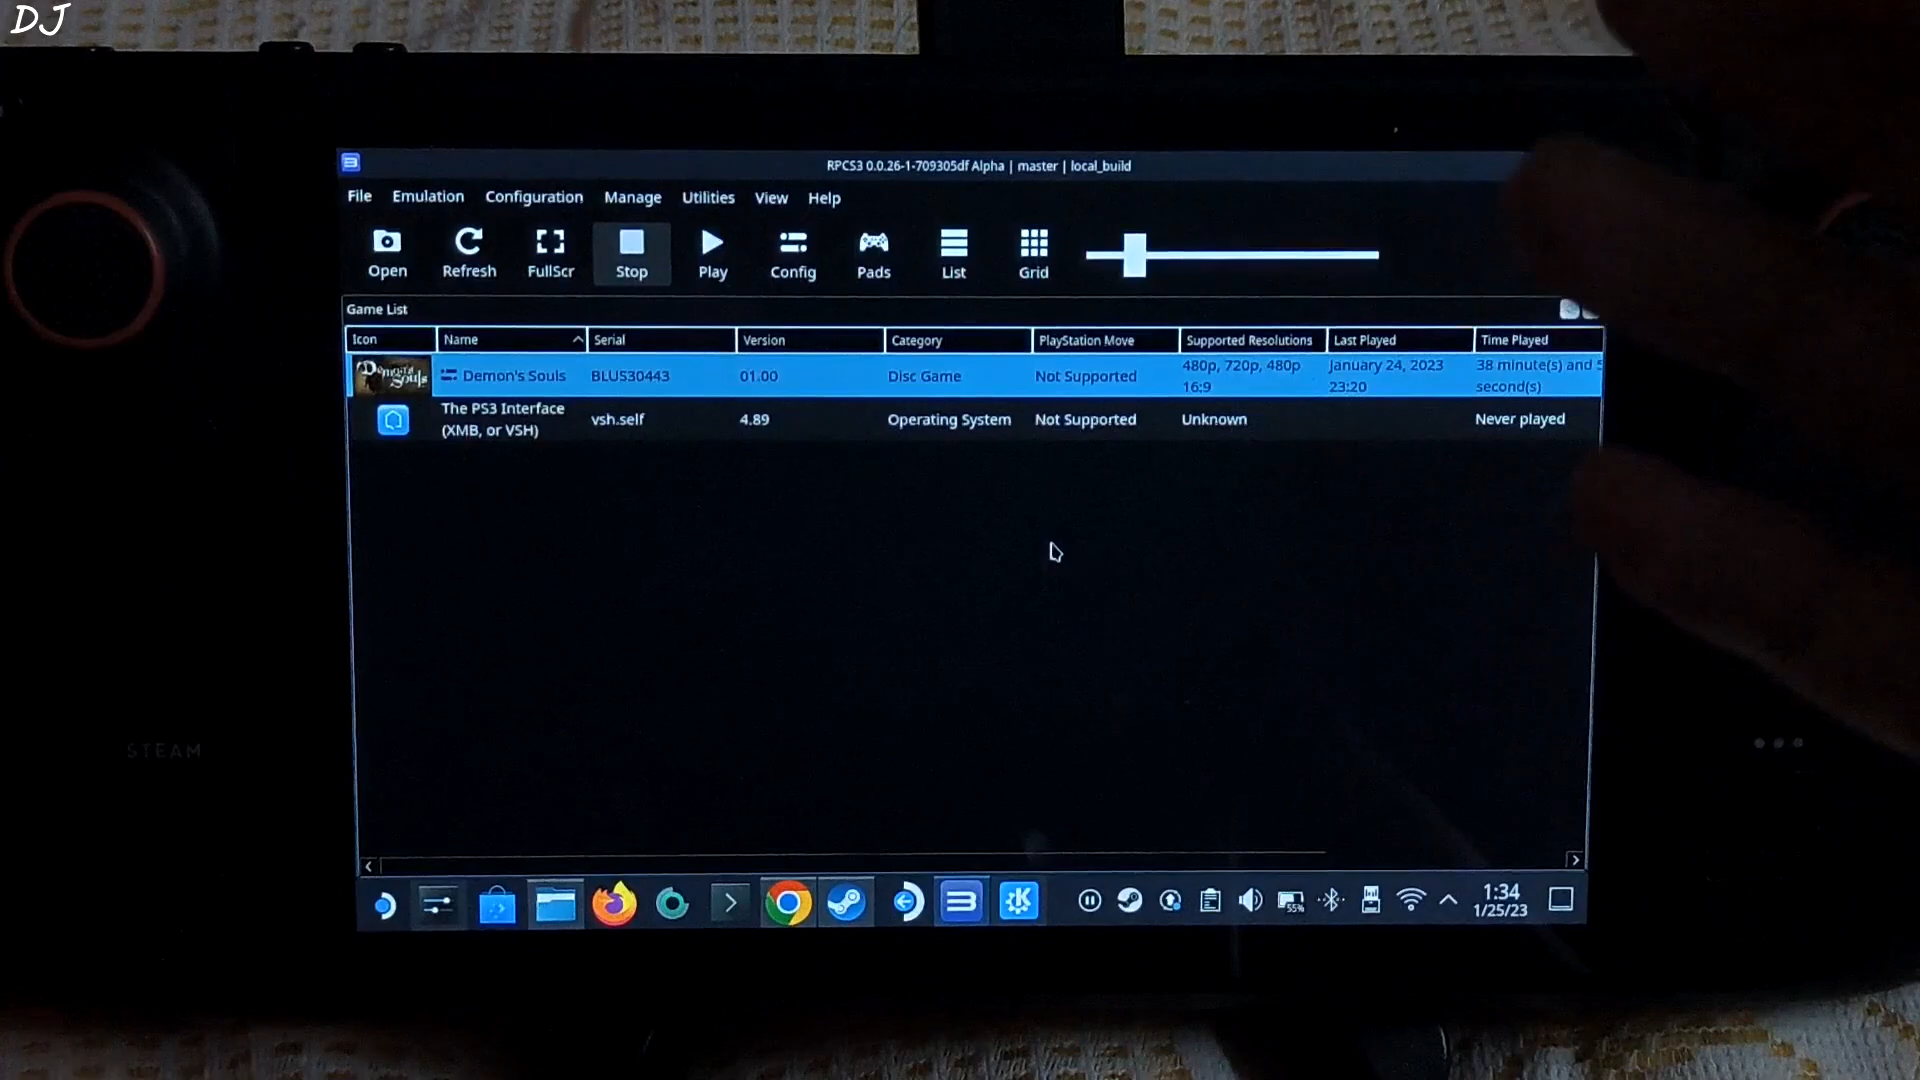 DJ
RPCS3 0.0.26-1-709305df Alpha | master | local_build
File Emulation Configuration Manage Utilities View Help
Open Refresh FullScr Stop Play Config Pads List Grid
Game List
Icon Name Serial Version Category PlayStation Move Supported Resolutions Last Played Time Played
Demon's Souls Demon's Souls BLUS30443 01.00 Disc Game Not Supported 480p, 720p, 480p January 24, 2023 38 minute(s) and
16:9 23:20 second(s)
The PS3 Interface
(XMB, or VSH) vsh.self 4.89 Operating System Not Supported Unknown Never played
STEAM
55%
1:34
1/25/23